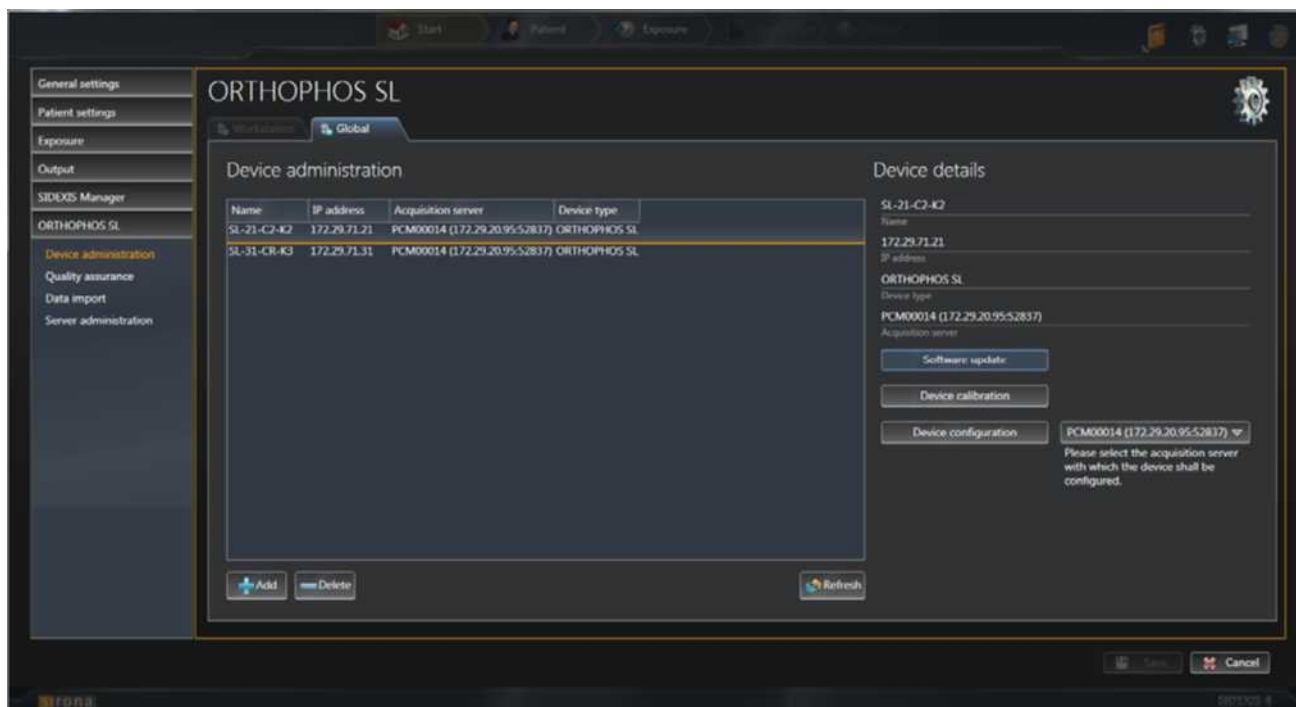 Start
Patient
Exposure
General settings
Patient settings
Exposure
Output
SIDEXIS Manager
ORTHOPHOS SL
Device administration
Quality assurance
Data import
Server administration
ORTHOPHOS SL
Workstation
Global
Device administration
Name IP address Acquisition server Device type
SL-21-C2-K2 172.29.71.21 PCM00014 (172.29.20.95:52837) ORTHOPHOS SL
SL-31-CR-K3 172.29.71.31 PCM00014 (172.29.20.95:52837) ORTHOPHOS SL
Add
Delete
Refresh
Device details
SL-21-C2-K2
Name
172.29.71.21
IP address
ORTHOPHOS SL
Device type
PCM00014 (172.29.20.95:52837)
Acquisition server
Software update
Device calibration
Device configuration
PCM00014 (172.29.20.95:52837)
Please select the acquisition server
with which the device shall be
configured.
Save
Cancel
sirona
SIDEXIS 4